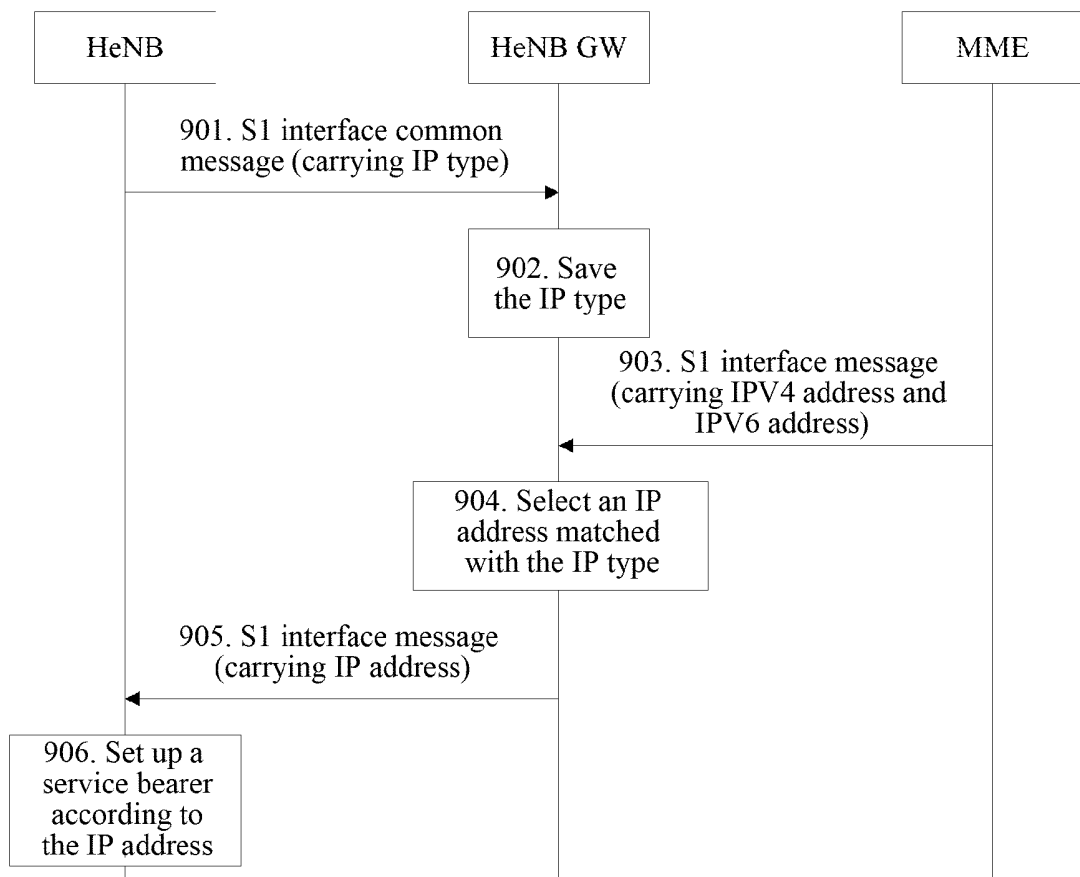 HeNB
HeNB GW
MME
901. S1 interface common
message (carrying IP type)
902. Save
the IP type
903. S1 interface message
(carrying IPV4 address and
IPV6 address)
904. Select an IP
address matched
with the IP type
905. S1 interface message
(carrying IP address)
906. Set up a
service bearer
according to
the IP address